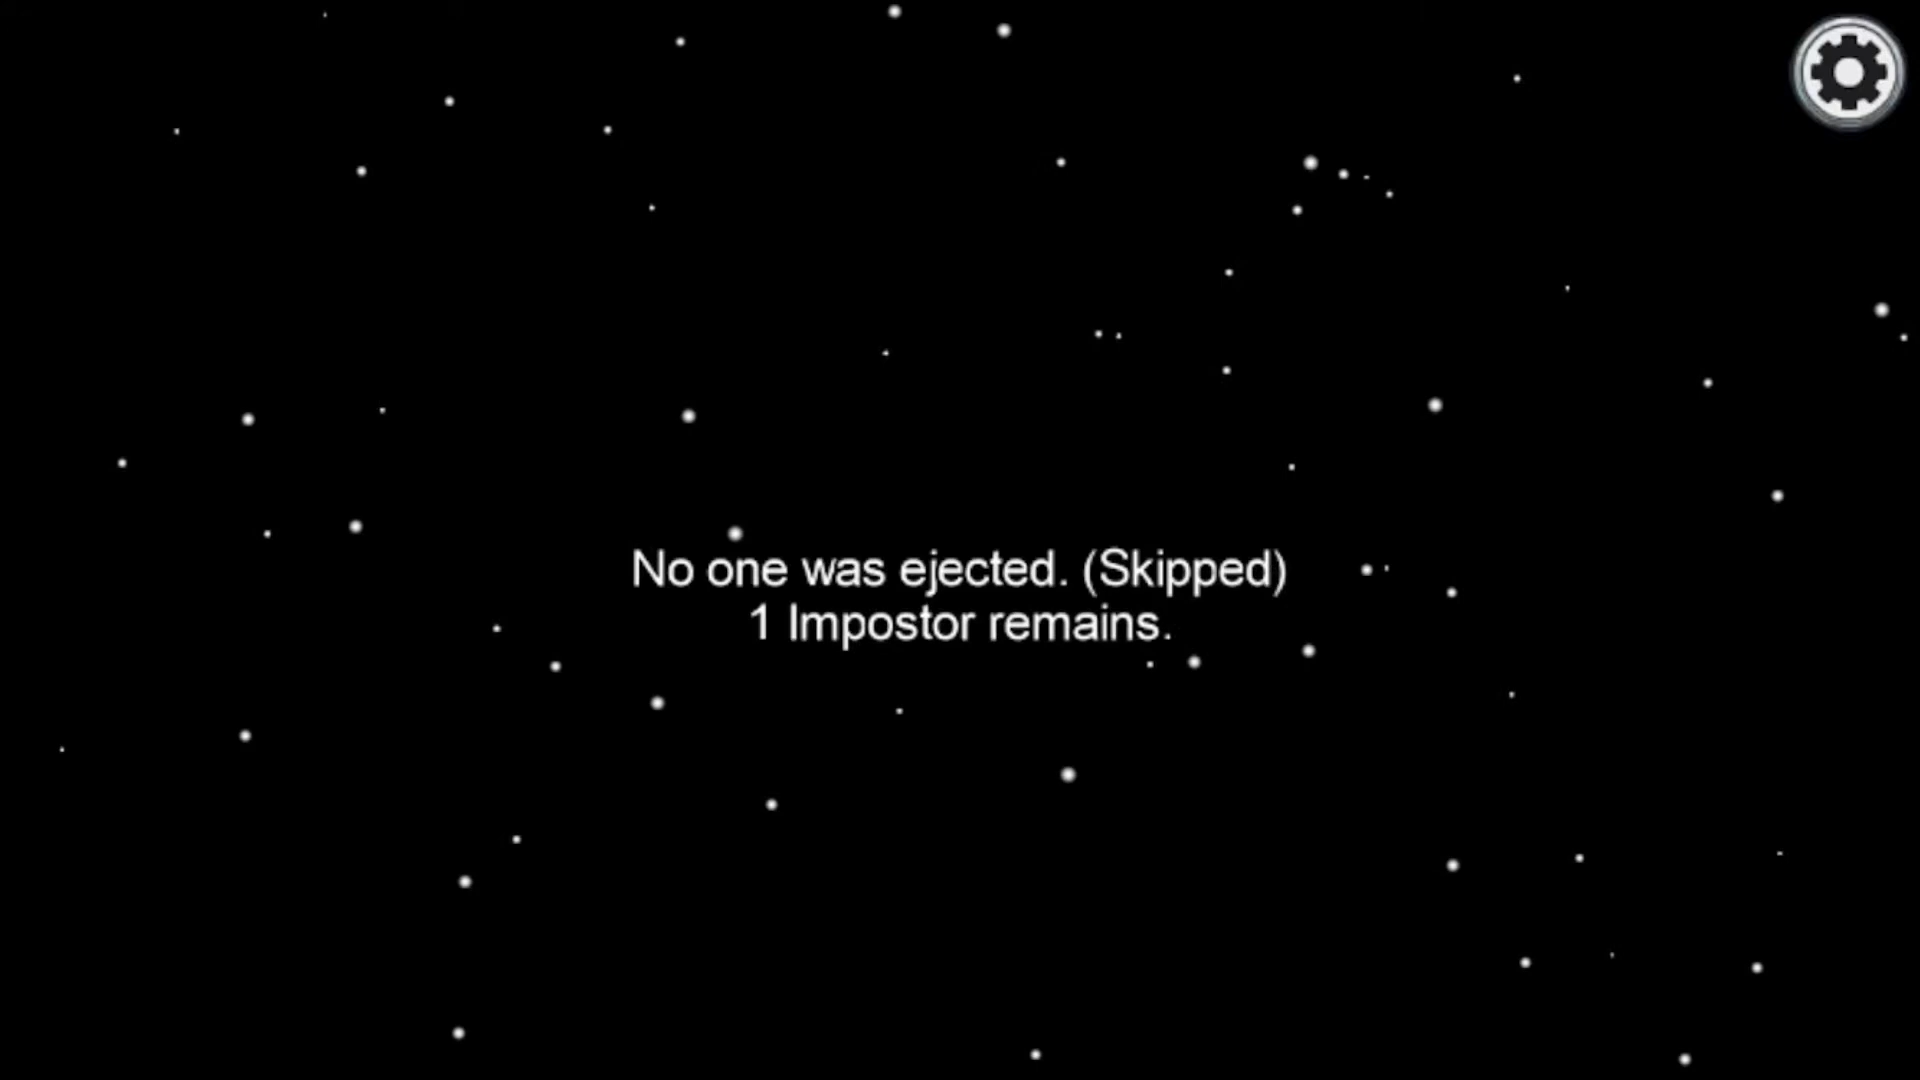 No one was ejected. (Skipped)
1 Impostor remains.